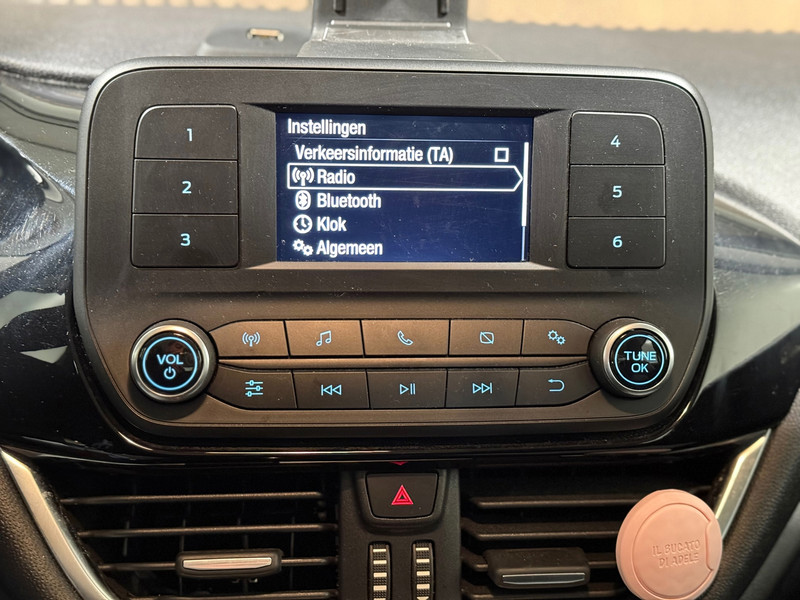 Instellingen
Verkeersinformatie (TA)
Radio
Bluetooth
Klok
Algemeen
1
2
3
4
5
6
VOL
TUNE
OK
IL BUCATO
DI ADELE